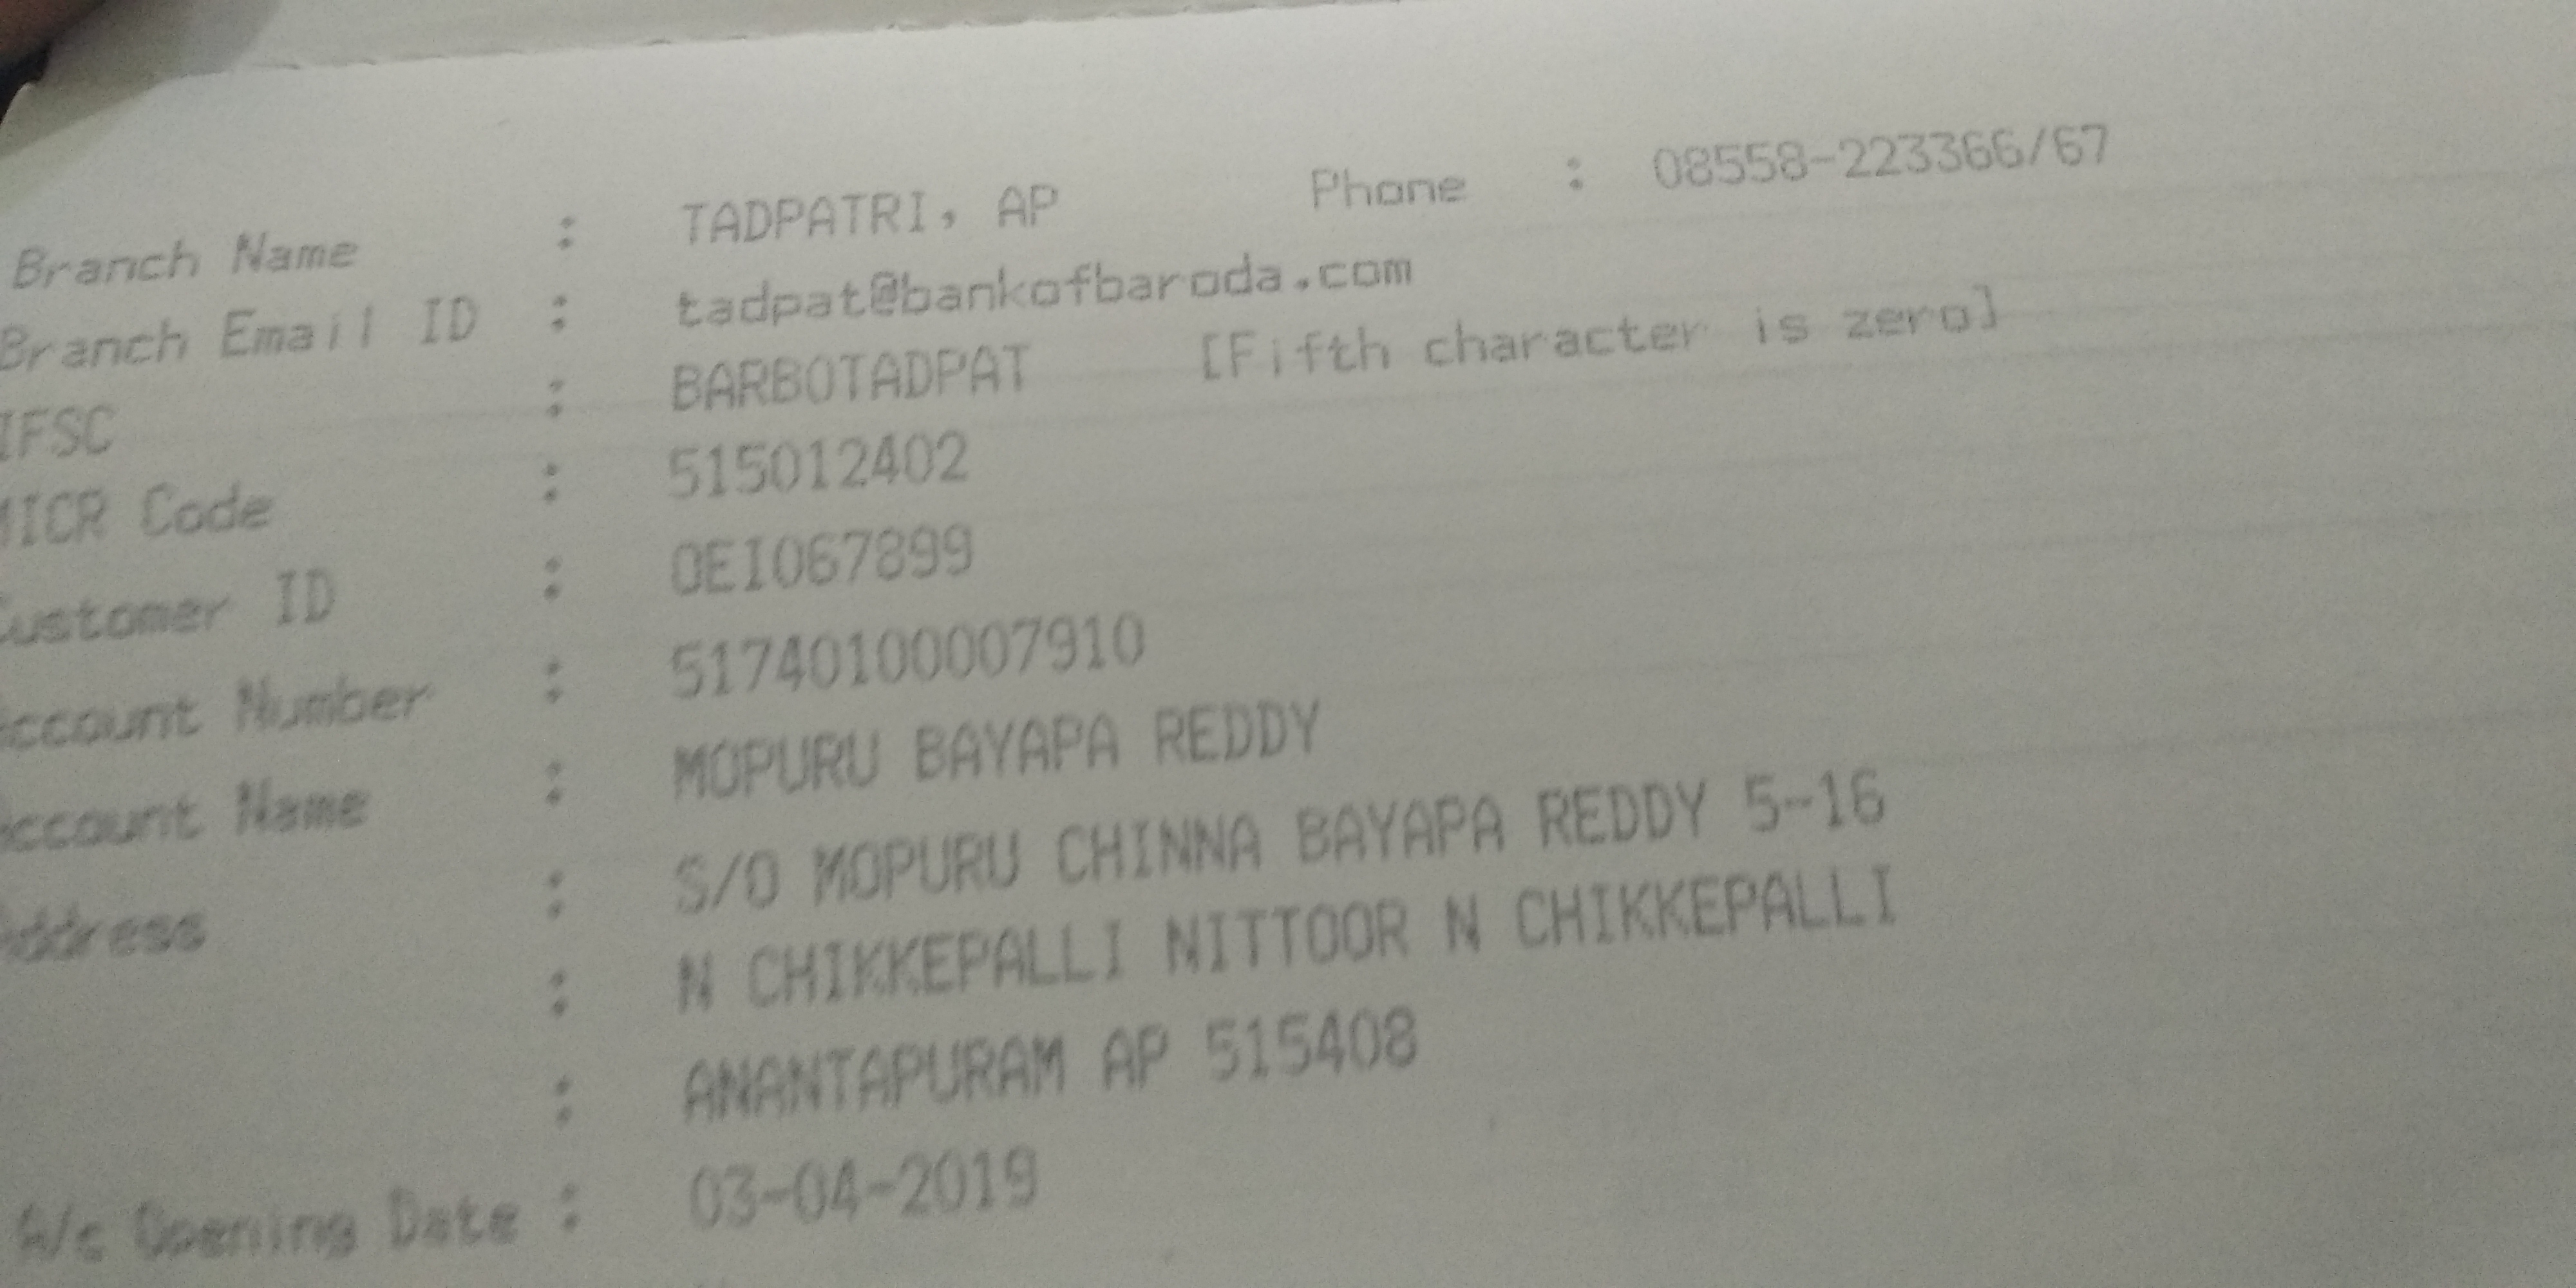 Branch Name : TADPATRI, AP Phone : 08558-223366/67
Branch Email ID : tadpat@bankofbaroda.com
IFSC : BARB0TADPAT [Fifth character is zero]
MICR Code : 515012402
Customer ID : 0EI067899
Account Number : 51740100007910
Account Name : MOPURU BAYAPA REDDY
Address : S/O MOPURU CHINNA BAYAPA REDDY 5-16
: N CHIKKEPALLI NITTOOR N CHIKKEPALLI
: ANANTAPURAM AP 515408
A/c Opening Date : 03-04-2019